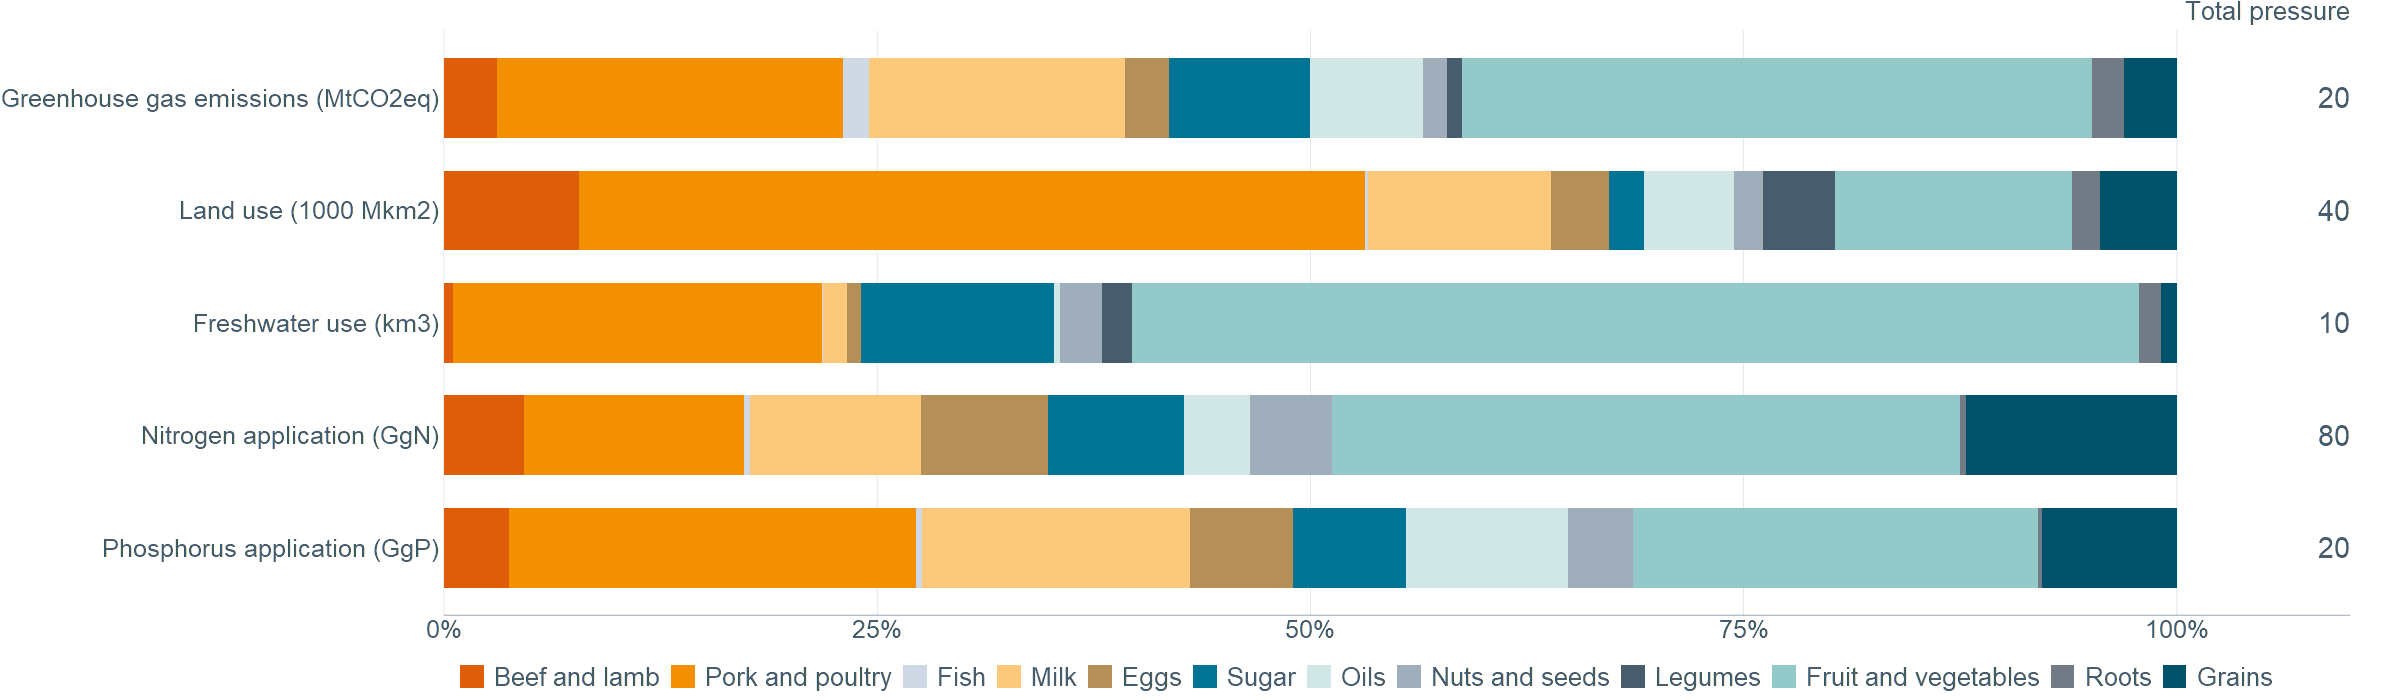 Total pressure
Greenhouse gas emissions (MtCO2eq) 20
Land use (1000 Mkm2) 40
Freshwater use (km3) 10
Nitrogen application (GgN) 80
Phosphorus application (GgP) 20
0% 25% 50% 75% 100%
Beef and lamb Pork and poultry Fish Milk Eggs Sugar Oils Nuts and seeds Legumes Fruit and vegetables Roots Grains